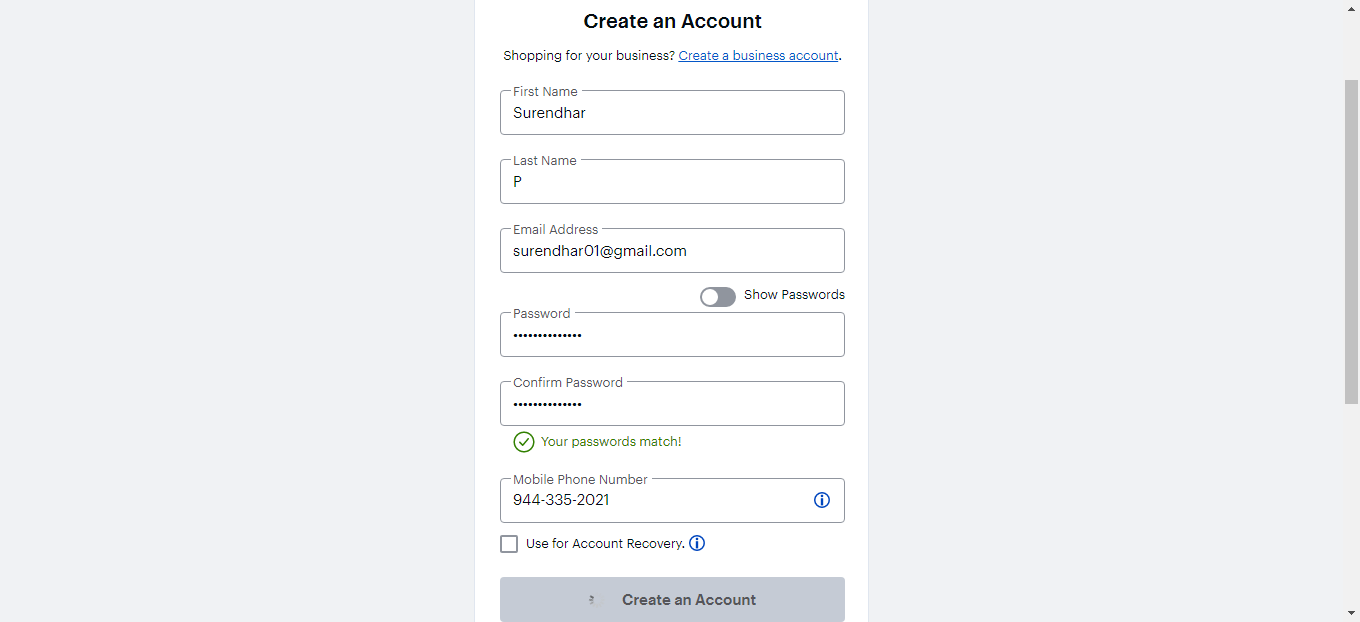 Create an Account
Shopping for your business? Create a business account.
First Name
Surendhar
Last Name
P
Email Address
surendhar01@gmail.com
Show Passwords
Password
••••••••••••••
Confirm Password
••••••••••••••
Your passwords match!
Mobile Phone Number
944-335-2021
Use for Account Recovery.
Create an Account